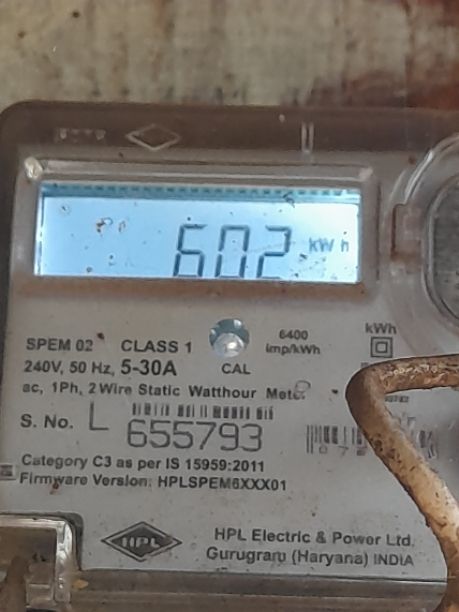 602 kWh
SPEM 02 CLASS 1 6400 kWh
240V, 50 Hz, 5-30A imp/kWh
CAL
ac, 1Ph, 2 Wire Static Watthour Meter
S. No. L 655793
Category C3 as per IS 15959:2011
Firmware Version: HPLSPEM6XXX01
HPL HPL Electric & Power Ltd.
Gurugram (Haryana) INDIA